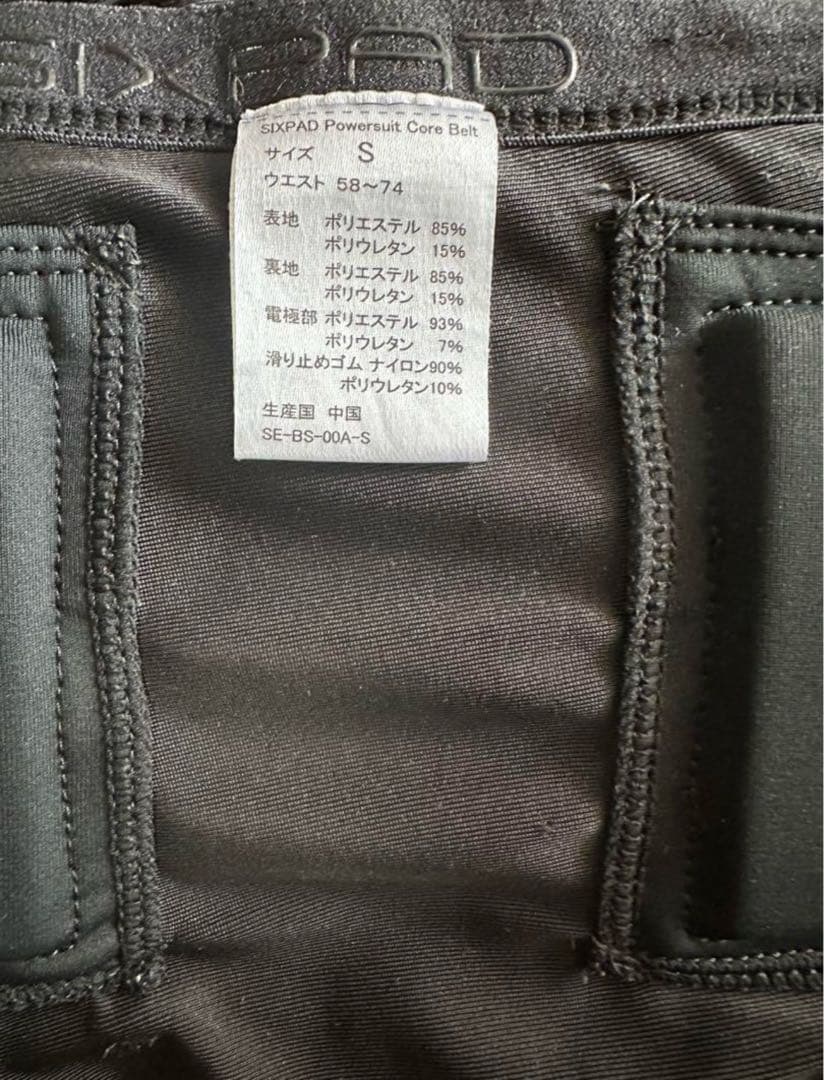 SIXPAD
SIXPAD Powersuit Core Belt
サイズ S
ウエスト 58～74
表地 ポリエステル 85%
ポリウレタン 15%
裏地 ポリエステル 85%
ポリウレタン 15%
電極部 ポリエステル 93%
ポリウレタン 7%
滑り止めゴム ナイロン90%
ポリウレタン10%
生産国 中国
SE-BS-00A-S